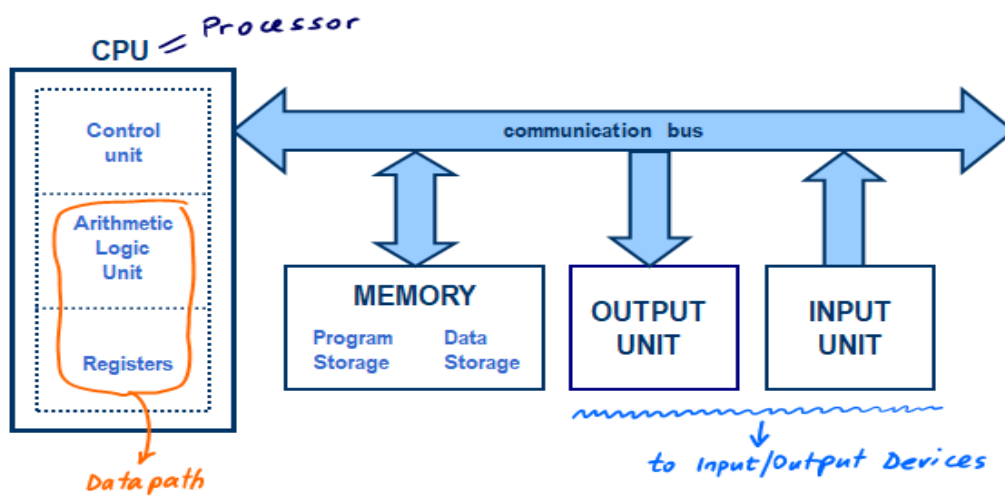 CPU = Processor
Control
unit
Arithmetic
Logic
Unit
Registers
Datapath
communication bus
MEMORY
Program Storage
Data Storage
OUTPUT
UNIT
INPUT
UNIT
to Input/Output Devices